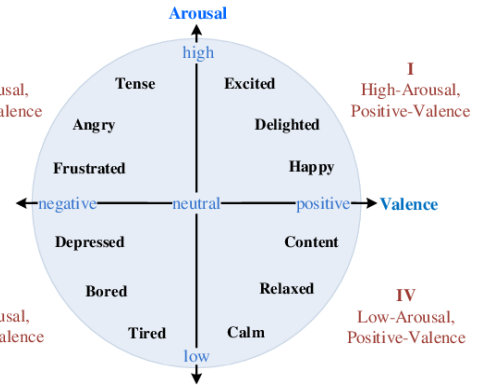 Arousal
high
Tense
Excited
I
High-Arousal,
Positive-Valence
Angry
Delighted
Frustrated
Happy
negative
neutral
positive
Valence
Depressed
Content
Bored
Relaxed
IV
Low-Arousal,
Positive-Valence
Tired
Calm
low